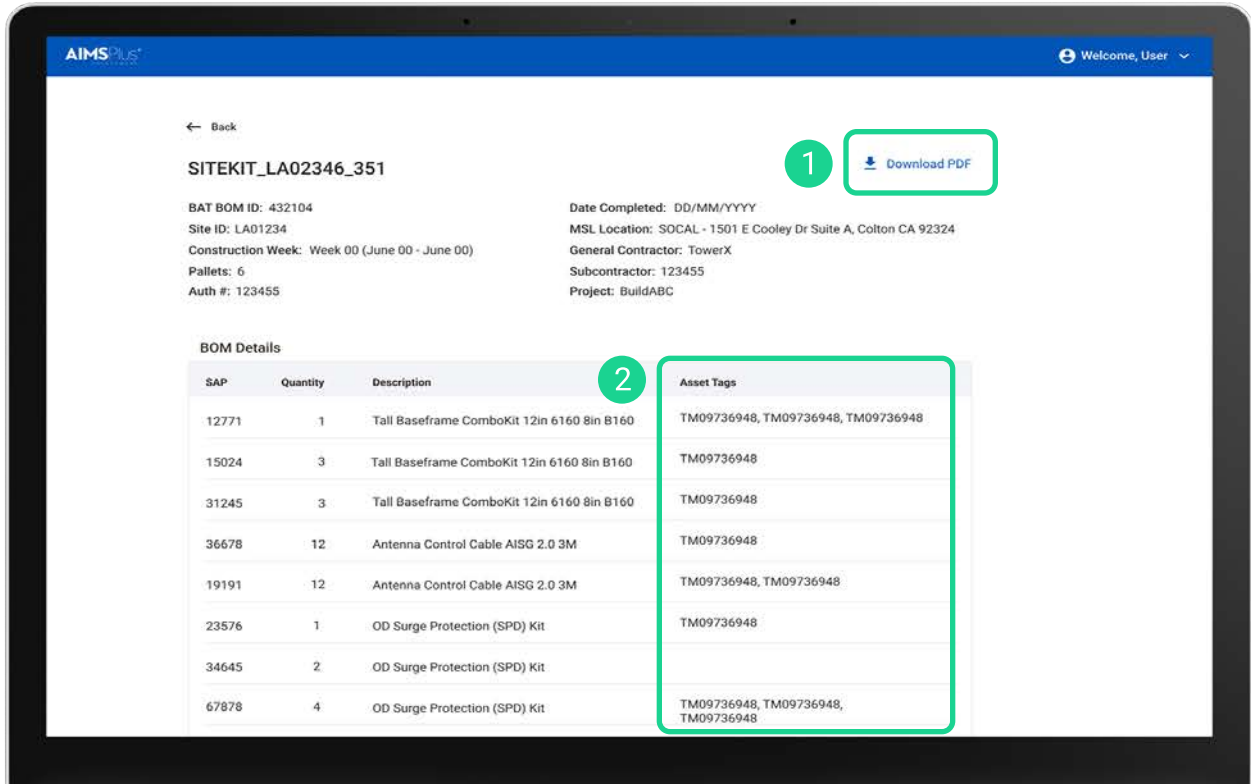 AIMSPlus+
Welcome, User
Back
1
Download PDF
SITEKIT_LA02346_351
BAT BOM ID: 432104
Site ID: LA01234
Construction Week: Week 00 (June 00 - June 00)
Pallets: 6
Auth #: 123455
Date Completed: DD/MM/YYYY
MSL Location: SOCAL - 1501 E Cooley Dr Suite A, Colton CA 92324
General Contractor: TowerX
Subcontractor: 123455
Project: BuildABC
BOM Details
2
SAP Quantity Description Asset Tags
12771 1 Tall Baseframe ComboKit 12in 6160 8in B160 TM09736948, TM09736948, TM09736948
15024 3 Tall Baseframe ComboKit 12in 6160 8in B160 TM09736948
31245 3 Tall Baseframe ComboKit 12in 6160 8in B160 TM09736948
36678 12 Antenna Control Cable AISG 2.0 3M TM09736948
19191 12 Antenna Control Cable AISG 2.0 3M TM09736948, TM09736948
23576 1 OD Surge Protection (SPD) Kit TM09736948
34645 2 OD Surge Protection (SPD) Kit
67878 4 OD Surge Protection (SPD) Kit TM09736948, TM09736948,
TM09736948